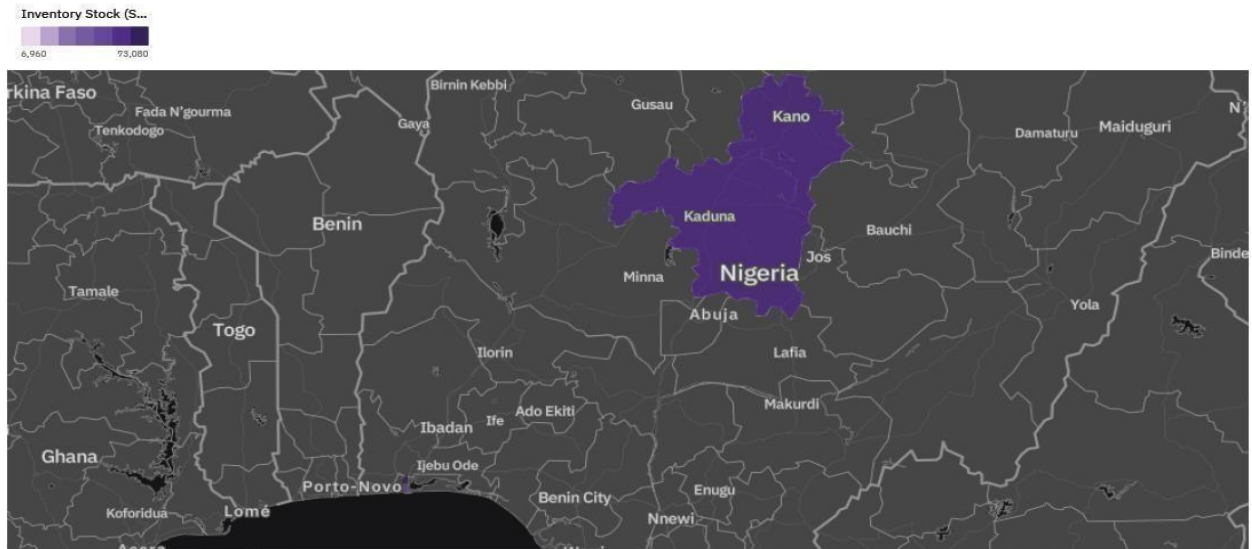 Inventory Stock (S...
6,960 73,080
Birnin Kebbi
rkina Faso
Gusau
Fada N'gourma
Kano
N'
Gaya
Tenkodogo
Damaturu
Maiduguri
Kaduna
Benin
Bauchi
Binde
Jos
Minna
Nigeria
Tamale
Yola
Abuja
Togo
Ilorin
Lafia
Makurdi
Ado Ekiti
Ife
Ibadan
Ghana
Ijebu Ode
Porto-Novo
Enugu
Benin City
Koforidua
Lomé
Nnewi